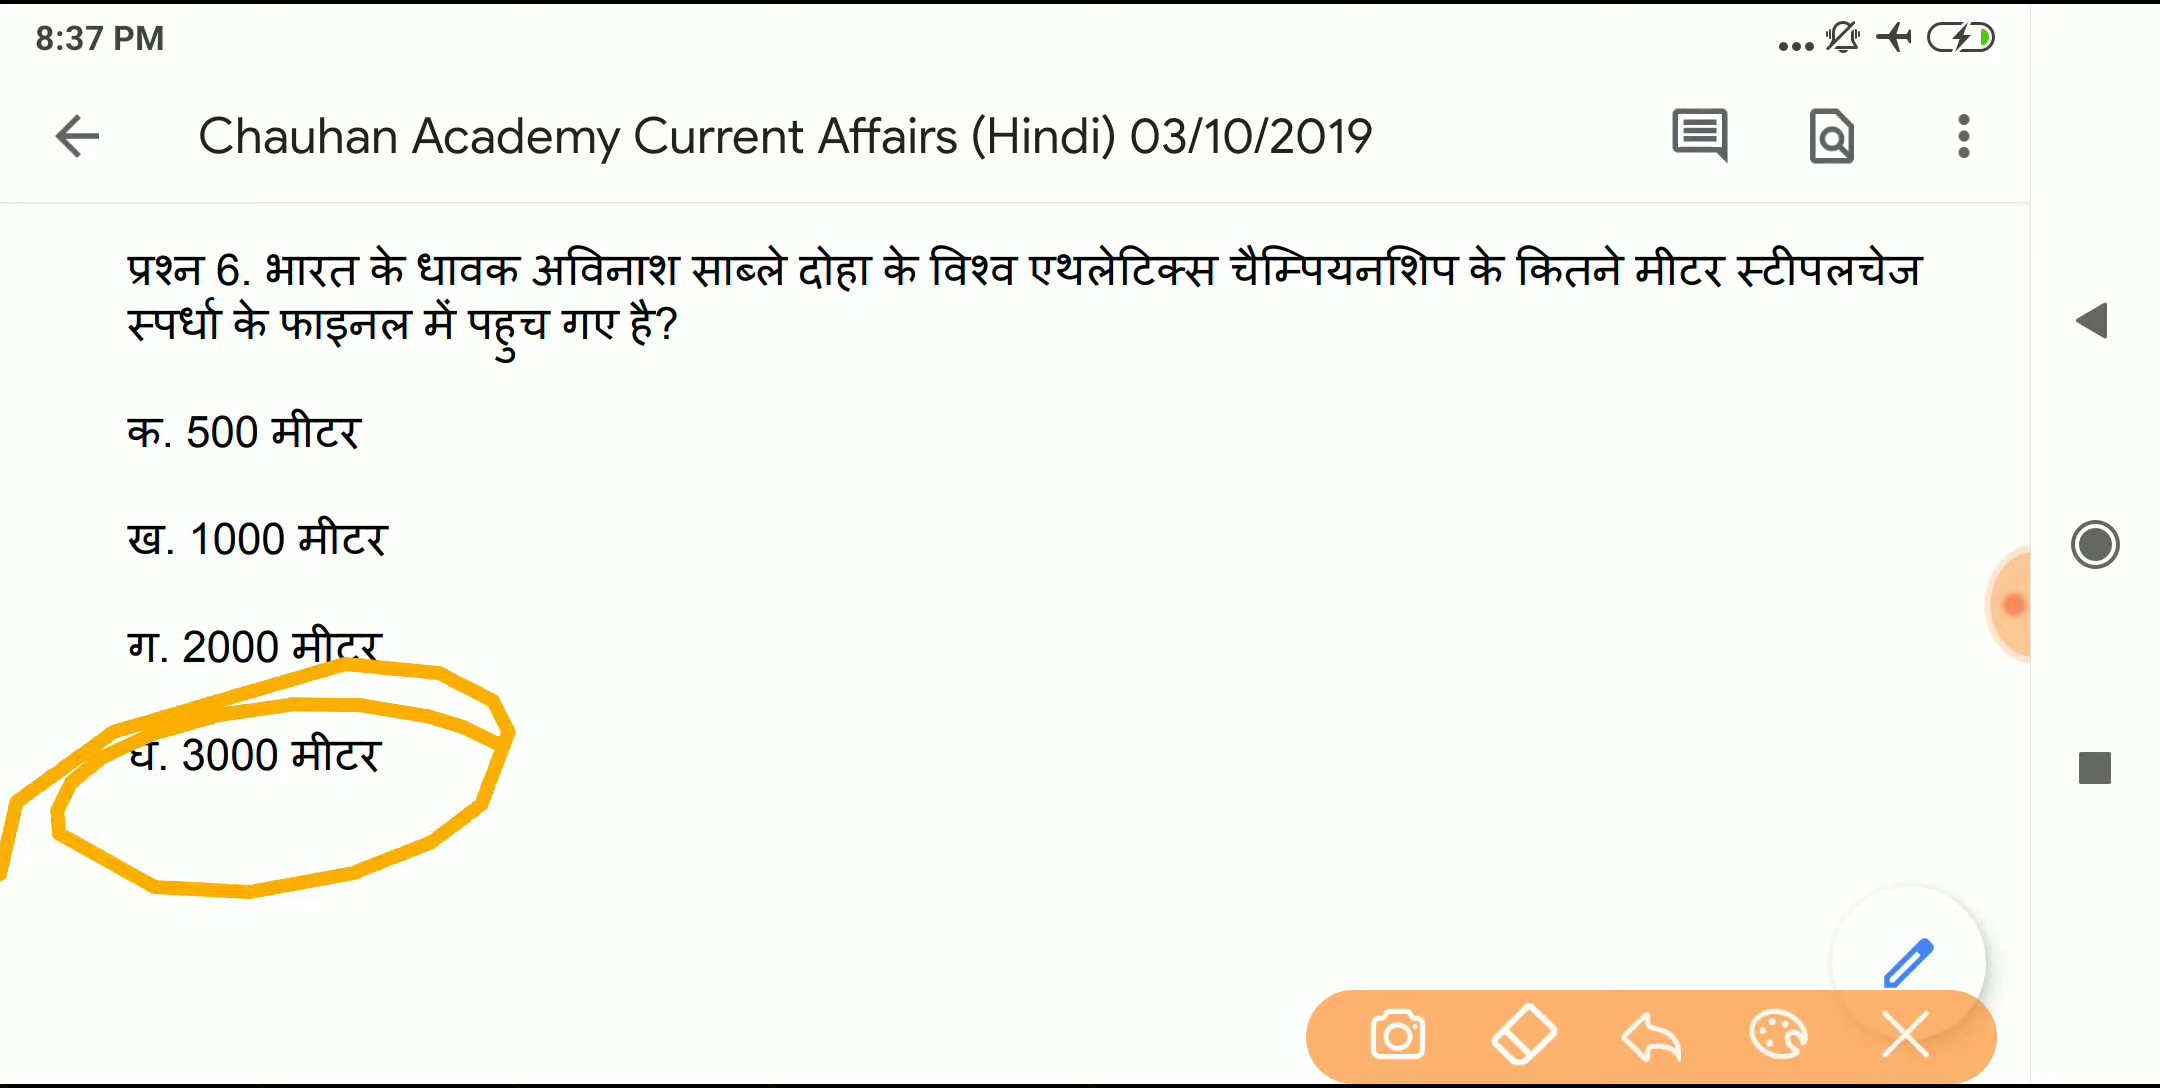 8:37 PM
Chauhan Academy Current Affairs (Hindi) 03/10/2019
प्रश्न 6. भारत के धावक अविनाश साब्ले दोहा के विश्व एथलेटिक्स चैम्पियनशिप के कितने मीटर स्टीपलचेज
स्पर्धा के फाइनल में पहुच गए है?
क. 500 मीटर
ख. 1000 मीटर
ग. 2000 मीटर
घ. 3000 मीटर